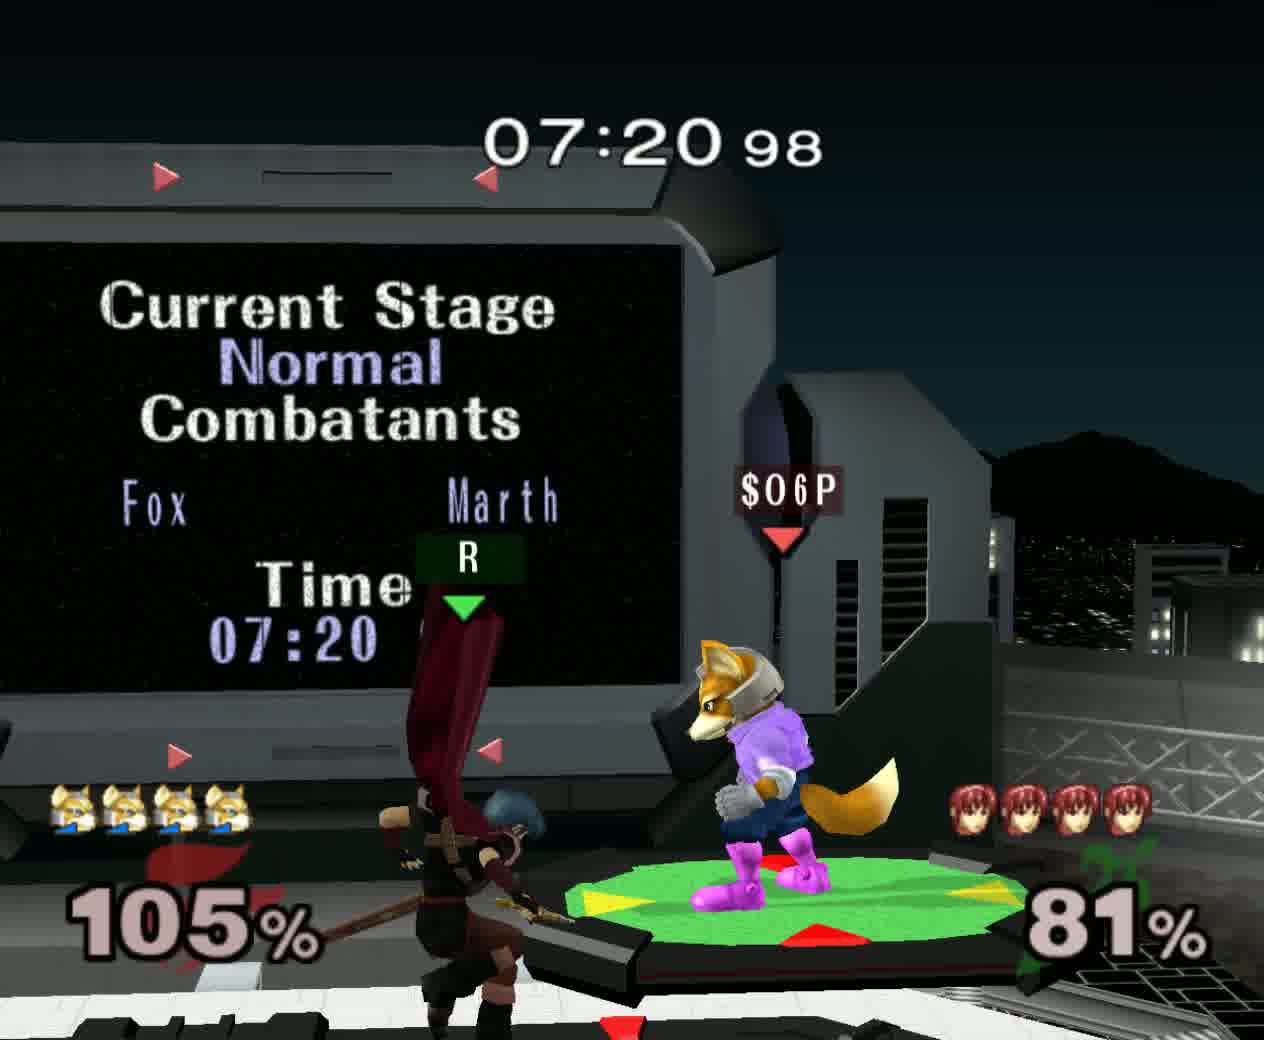 07:20 98
Current Stage
Normal
Combatants
Fox Marth
$06P
R
Time
07:20
105%
81%